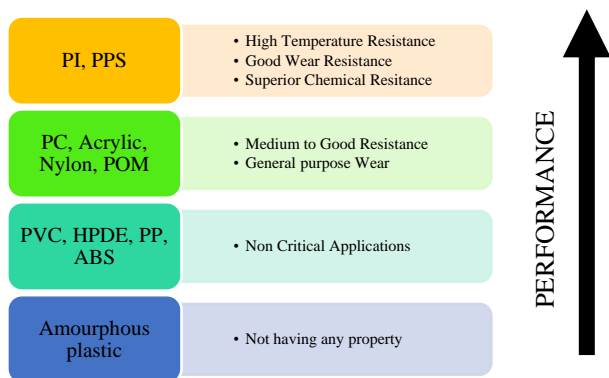 PI, PPS
• High Temperature Resistance
• Good Wear Resistance
• Superior Chemical Resitance
PC, Acrylic,
Nylon, POM
• Medium to Good Resistance
• General purpose Wear
PVC, HPDE, PP,
ABS
• Non Critical Applications
Amourphous
plastic
• Not having any property
PERFORMANCE